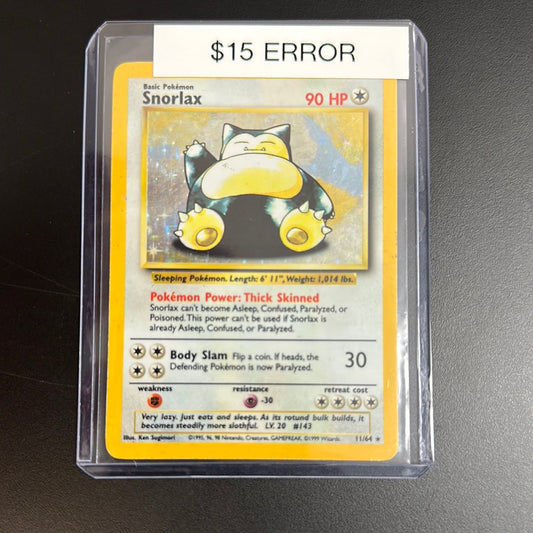 $15 ERROR
Basic Pokémon
Snorlax
90 HP
Sleeping Pokémon. Length: 6' 11", Weight: 1,014 lbs.
Pokémon Power: Thick Skinned
Snorlax can't become Asleep, Confused, Paralyzed, or
Poisoned. This power can't be used if Snorlax is
already Asleep, Confused, or Paralyzed.
Body Slam Flip a coin. If heads, the
Defending Pokémon is now Paralyzed.
30
weakness
resistance
retreat cost
-30
Very lazy. Just eats and sleeps. As its rotund bulk builds, it
becomes steadily more slothful. LV. 20 #143
Illus. Ken Sugimori
©1995, 96, 98 Nintendo, Creatures, GAMEFREAK. ©1999 Wizards.
11/64